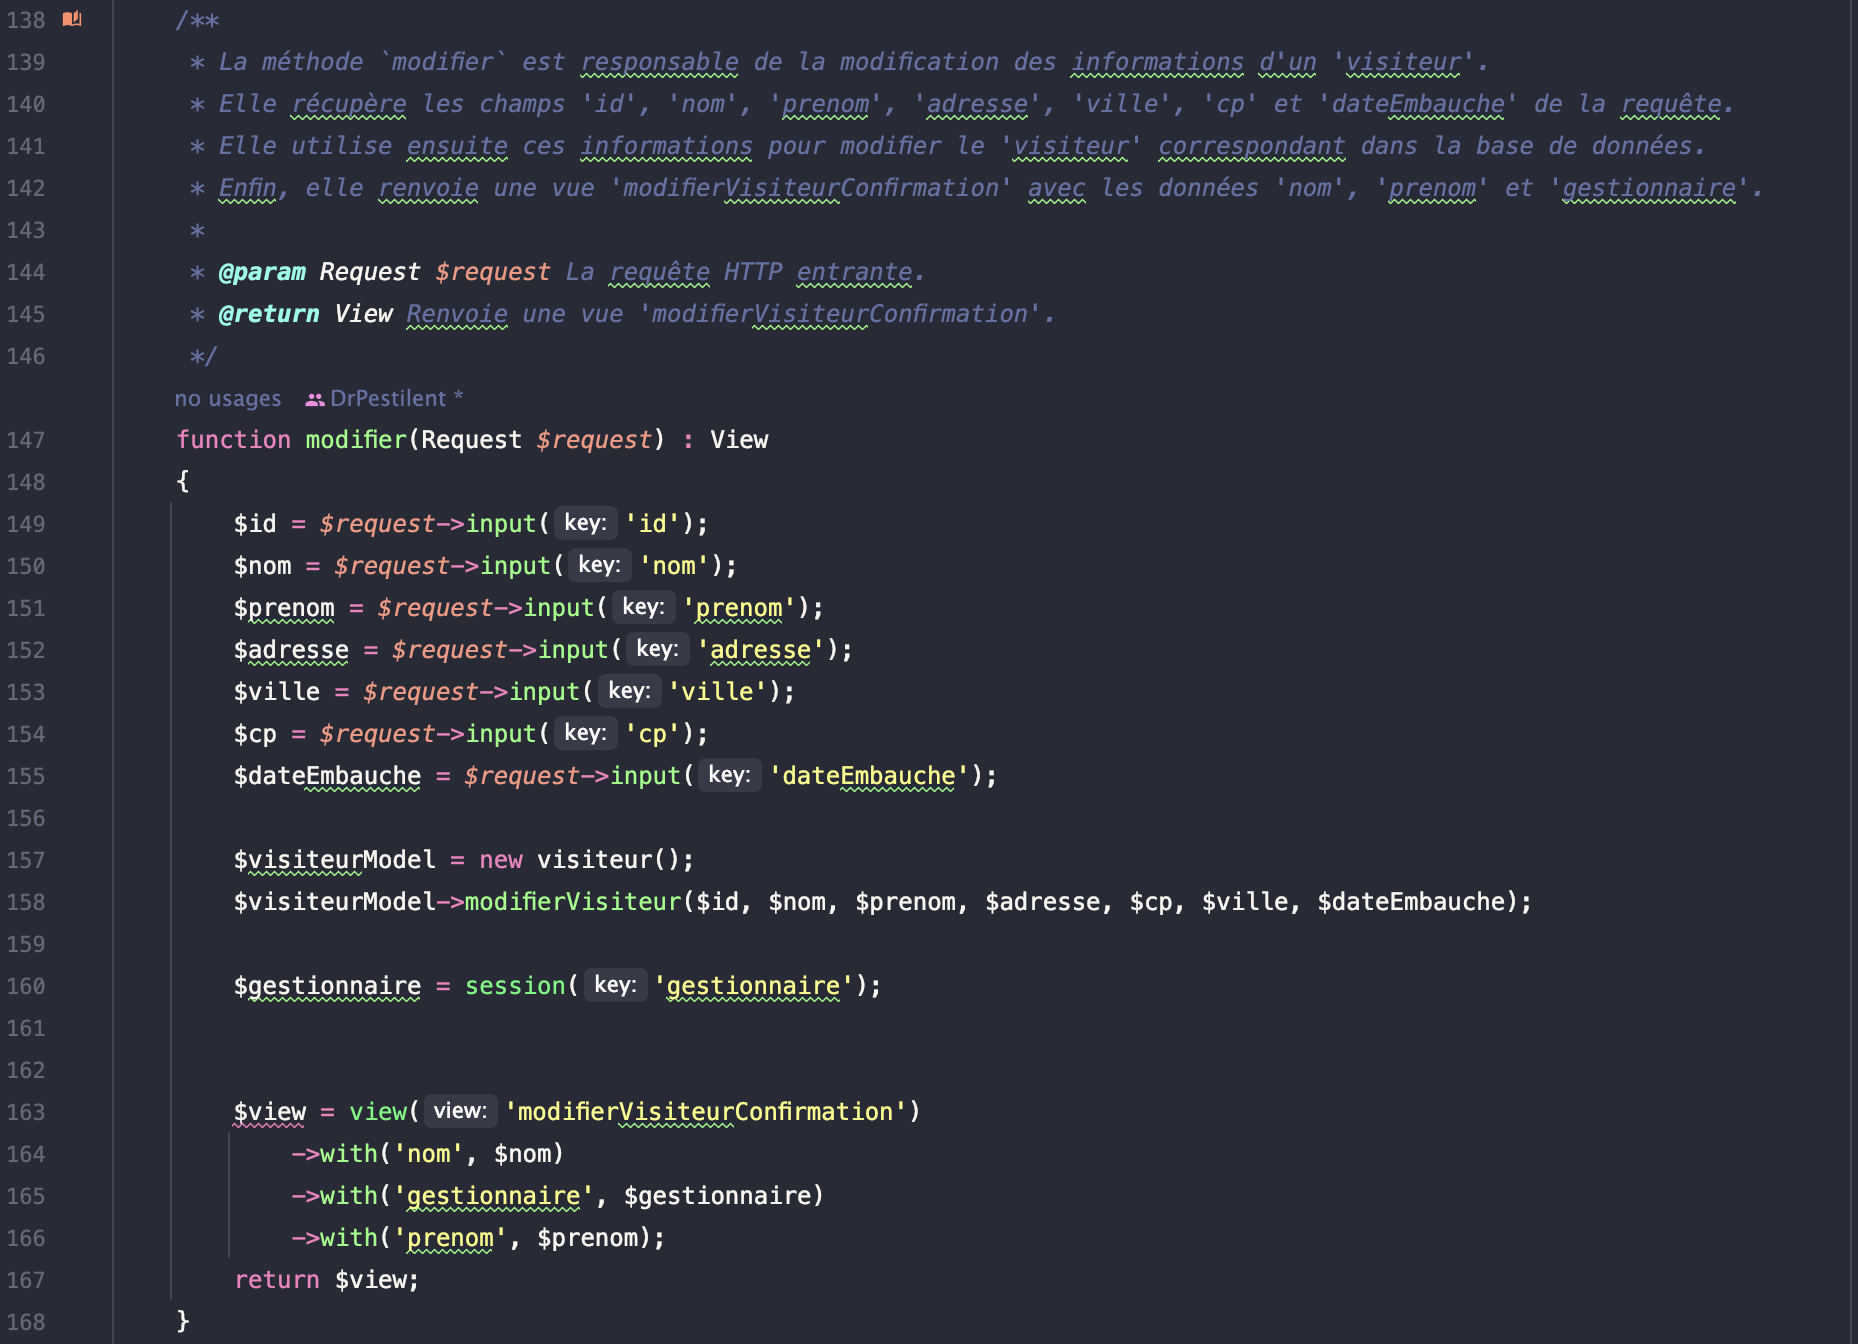 138 /**
139 * La méthode `modifier` est responsable de la modification des informations d'un 'visiteur'.
140 * Elle récupère les champs 'id', 'nom', 'prenom', 'adresse', 'ville', 'cp' et 'dateEmbauche' de la requête.
141 * Elle utilise ensuite ces informations pour modifier le 'visiteur' correspondant dans la base de données.
142 * Enfin, elle renvoie une vue 'modifierVisiteurConfirmation' avec les données 'nom', 'prenom' et 'gestionnaire'.
143 *
144 * @param Request $request La requête HTTP entrante.
145 * @return View Renvoie une vue 'modifierVisiteurConfirmation'.
146 */
no usages DrPestilent *
147 function modifier(Request $request) : View
148 {
149 $id = $request->input( key: 'id');
150 $nom = $request->input( key: 'nom');
151 $prenom = $request->input( key: 'prenom');
152 $adresse = $request->input( key: 'adresse');
153 $ville = $request->input( key: 'ville');
154 $cp = $request->input( key: 'cp');
155 $dateEmbauche = $request->input( key: 'dateEmbauche');
156
157 $visiteurModel = new visiteur();
158 $visiteurModel->modifierVisiteur($id, $nom, $prenom, $adresse, $cp, $ville, $dateEmbauche);
159
160 $gestionnaire = session( key: 'gestionnaire');
161
162
163 $view = view( view: 'modifierVisiteurConfirmation')
164 ->with('nom', $nom)
165 ->with('gestionnaire', $gestionnaire)
166 ->with('prenom', $prenom);
167 return $view;
168 }